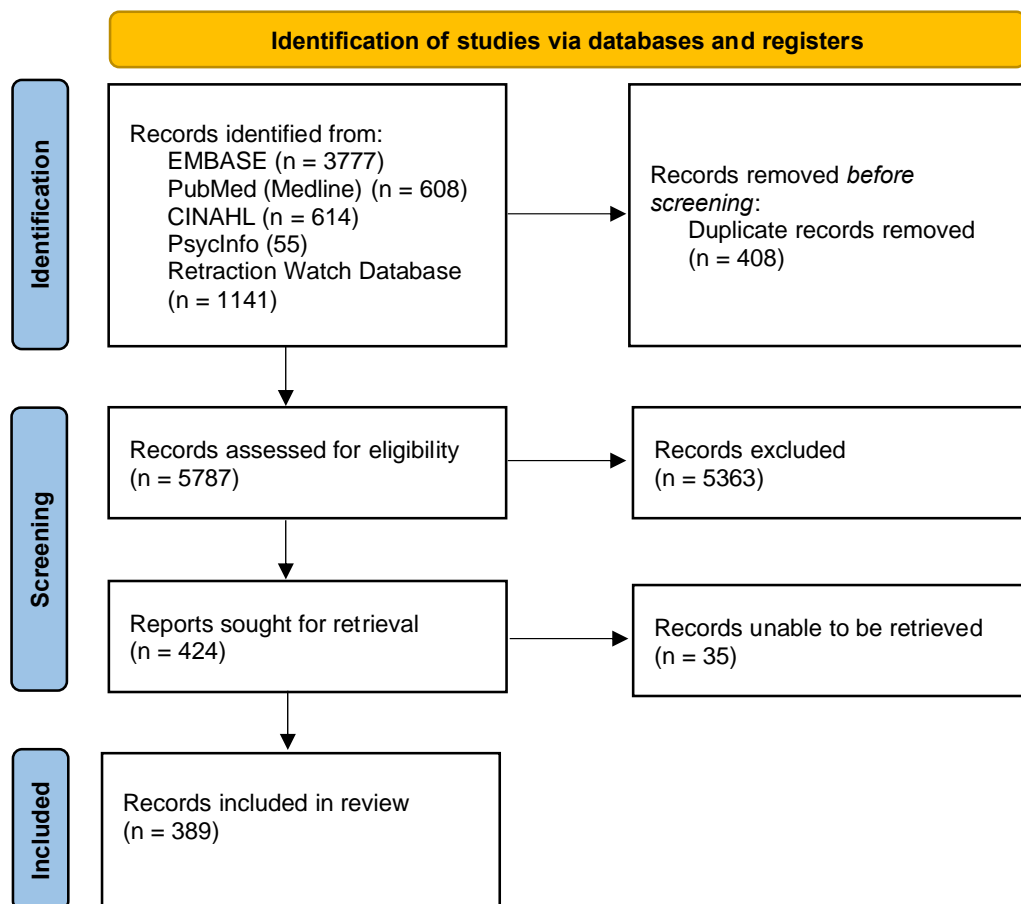 Identification of studies via databases and registers
Identification
Records identified from:
EMBASE (n = 3777)
PubMed (Medline) (n = 608)
CINAHL (n = 614)
PsycInfo (55)
Retraction Watch Database
(n = 1141)
Records removed before
screening:
Duplicate records removed
(n = 408)
Screening
Records assessed for eligibility
(n = 5787)
Records excluded
(n = 5363)
Reports sought for retrieval
(n = 424)
Records unable to be retrieved
(n = 35)
Included
Records included in review
(n = 389)